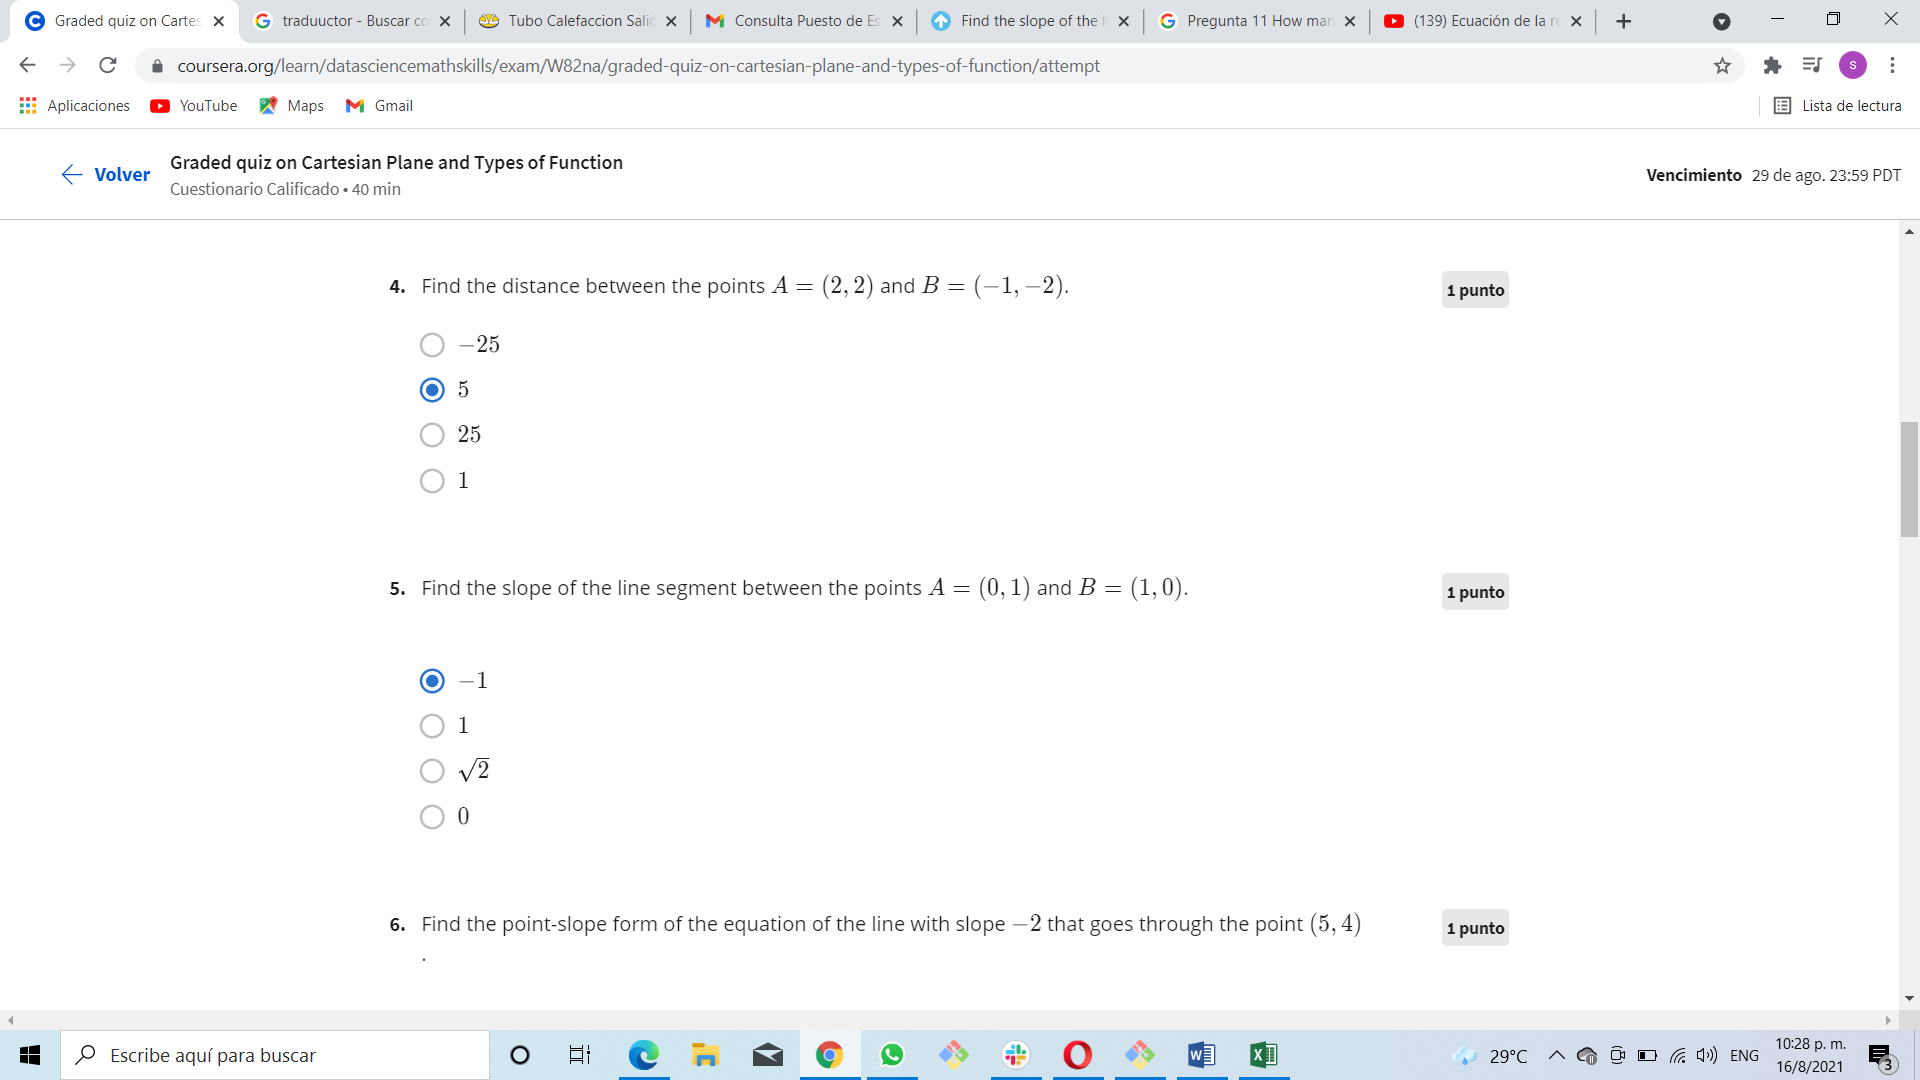 Graded quiz on Cartes
traduuctor - Buscar co
Tubo Calefaccion Salic
Consulta Puesto de Es
Find the slope of the li
Pregunta 11 How man
(139) Ecuación de la re
coursera.org/learn/datasciencemathskills/exam/W82na/graded-quiz-on-cartesian-plane-and-types-of-function/attempt
s
Aplicaciones
YouTube
Maps
Gmail
Lista de lectura
Volver
Graded quiz on Cartesian Plane and Types of Function
Cuestionario Calificado • 40 min
Vencimiento 29 de ago. 23:59 PDT
4. Find the distance between the points A = (2, 2) and B = (−1, −2).
1 punto
−25
5
25
1
5. Find the slope of the line segment between the points A = (0, 1) and B = (1, 0).
1 punto
−1
1
√2
0
6. Find the point-slope form of the equation of the line with slope −2 that goes through the point (5, 4)
.
1 punto
Escribe aquí para buscar
29°C
ENG
10:28 p. m.
16/8/2021
3